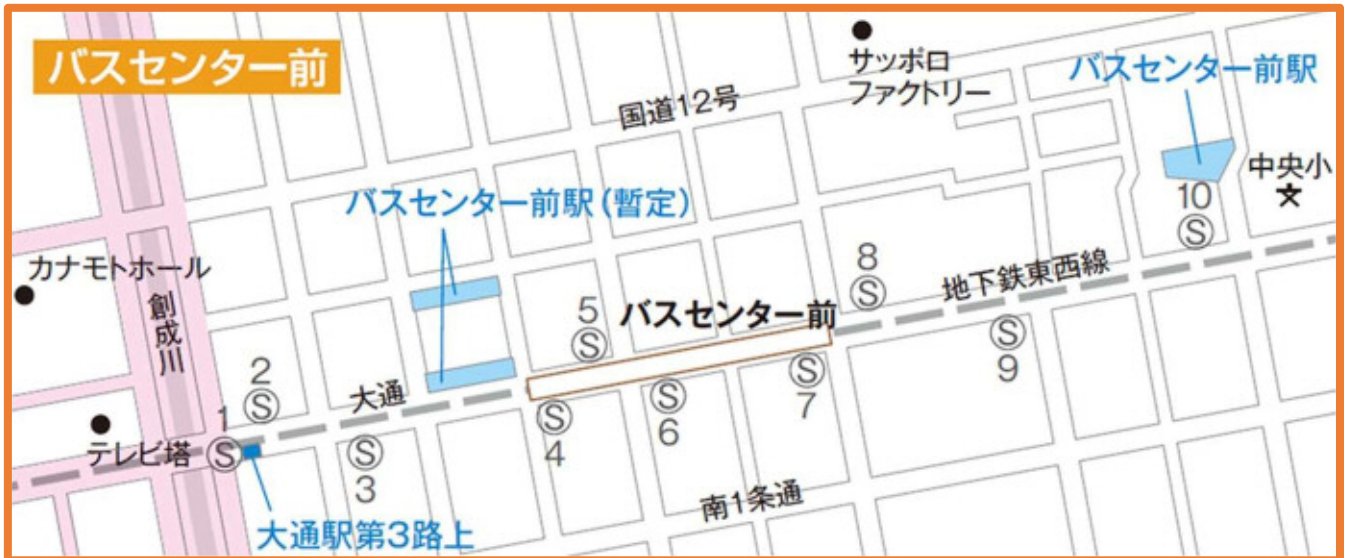 バスセンター前
サッポロ
ファクトリー
バスセンター前駅
国道12号
中央小
10
Ⓢ
バスセンター前駅(暫定)
カナモトホール
創成川
8
Ⓢ
地下鉄東西線
5
Ⓢ
バスセンター前
2
Ⓢ
大通
1
Ⓢ
テレビ塔
Ⓢ
3
Ⓢ
4
Ⓢ
6
Ⓢ
7
Ⓢ
9
南1条通
大通駅第3路上